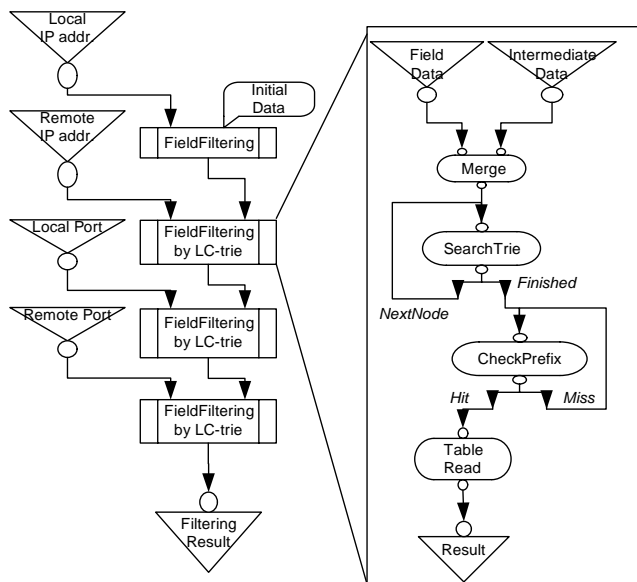 Local
IP addr.
Initial
Data
FieldFiltering
Remote
IP addr.
FieldFiltering
by LC-trie
Local Port
FieldFiltering
by LC-trie
Remote Port
FieldFiltering
by LC-trie
Filtering
Result
Field
Data
Intermediate
Data
Merge
SearchTrie
Finished
NextNode
CheckPrefix
Hit
Miss
Table
Read
Result